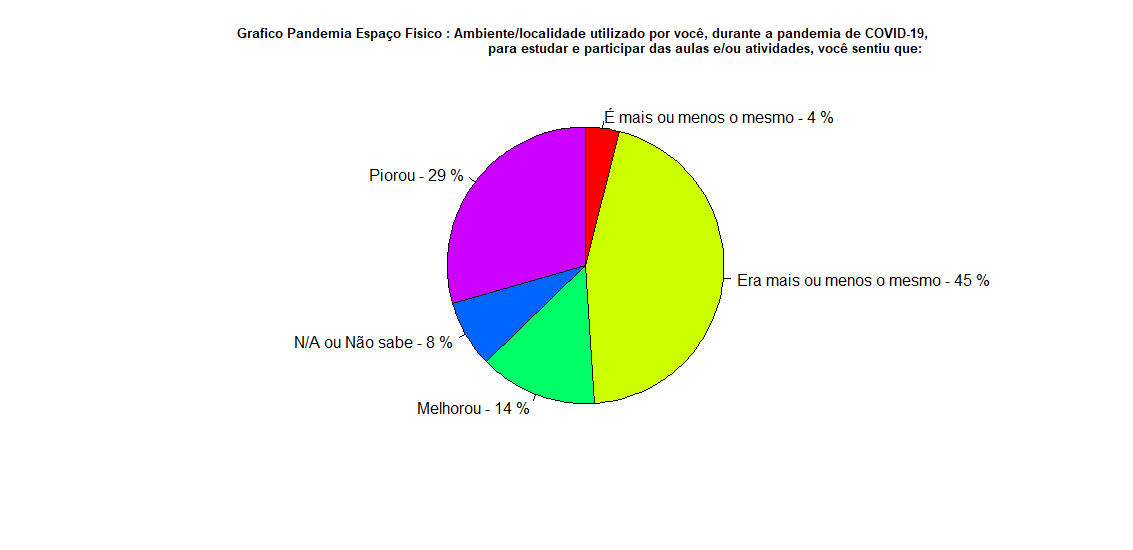 Grafico Pandemia Espaço Fisico : Ambiente/localidade utilizado por você, durante a pandemia de COVID-19,
para estudar e participar das aulas e/ou atividades, você sentiu que:
É mais ou menos o mesmo - 4 %
Piorou - 29 %
Era mais ou menos o mesmo - 45 %
N/A ou Não sabe - 8 %
Melhorou - 14 %